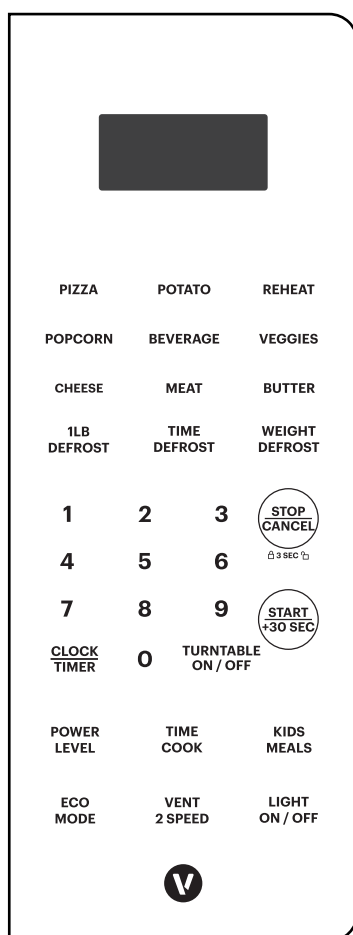 PIZZA POTATO REHEAT
POPCORN BEVERAGE VEGGIES
CHEESE MEAT BUTTER
1LB TIME WEIGHT
DEFROST DEFROST DEFROST
1 2 3 STOP
CANCEL
4 5 6 3 SEC
7 8 9 START
+30 SEC
CLOCK 0 TURNTABLE
TIMER ON / OFF
POWER TIME KIDS
LEVEL COOK MEALS
ECO VENT LIGHT
MODE 2 SPEED ON / OFF
V